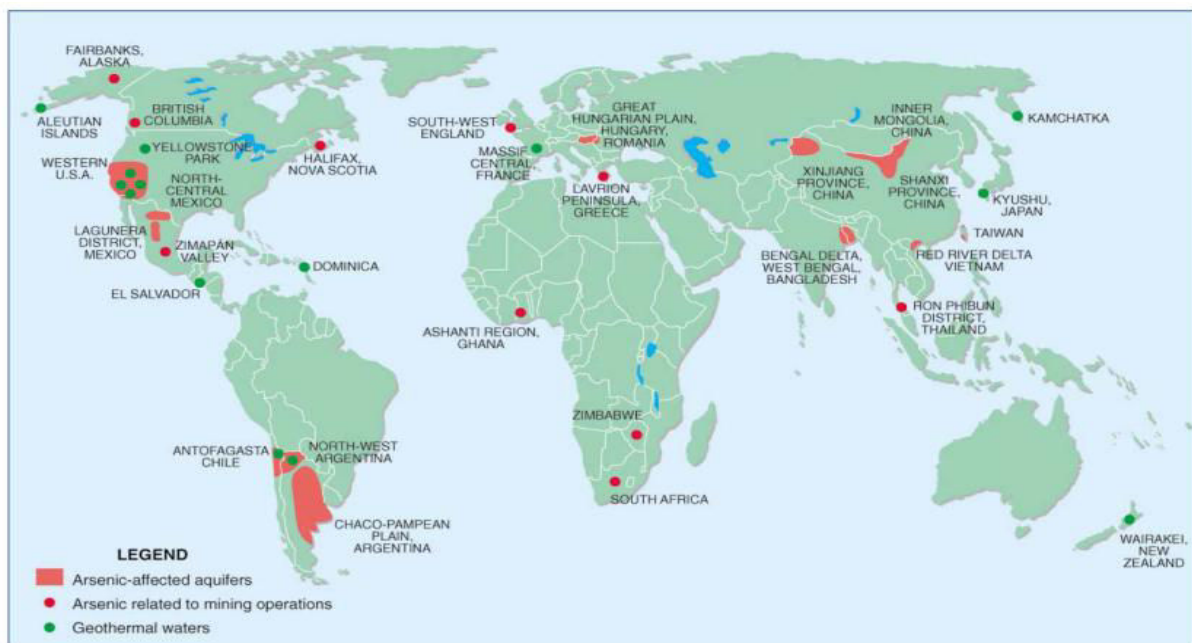 FAIRBANKS,
ALASKA
ALEUTIAN
ISLANDS
BRITISH
COLUMBIA
YELLOWSTONE
PARK
HALIFAX,
NOVA SCOTIA
WESTERN
U.S.A.
NORTH-
CENTRAL
MEXICO
LAGUNERA
DISTRICT,
MEXICO
ZIMAPÁN
VALLEY
EL SALVADOR
DOMINICA
SOUTH-WEST
ENGLAND
GREAT
HUNGARIAN PLAIN,
HUNGARY,
ROMANIA
MASSIF
CENTRAL
FRANCE
LAVRION
PENINSULA,
GREECE
INNER
MONGOLIA,
CHINA
KAMCHATKA
XINJIANG
PROVINCE,
CHINA
SHANXI
PROVINCE,
CHINA
KYUSHU,
JAPAN
TAIWAN
BENGAL DELTA,
WEST BENGAL,
BANGLADESH
RED RIVER DELTA
VIETNAM
RON PHIBUN
DISTRICT,
THAILAND
ASHANTI REGION,
GHANA
ZIMBABWE
SOUTH AFRICA
ANTOFAGASTA
CHILE
NORTH-WEST
ARGENTINA
CHACO-PAMPEAN
PLAIN,
ARGENTINA
WAIRAKEI,
NEW
ZEALAND
LEGEND
Arsenic-affected aquifers
Arsenic related to mining operations
Geothermal waters